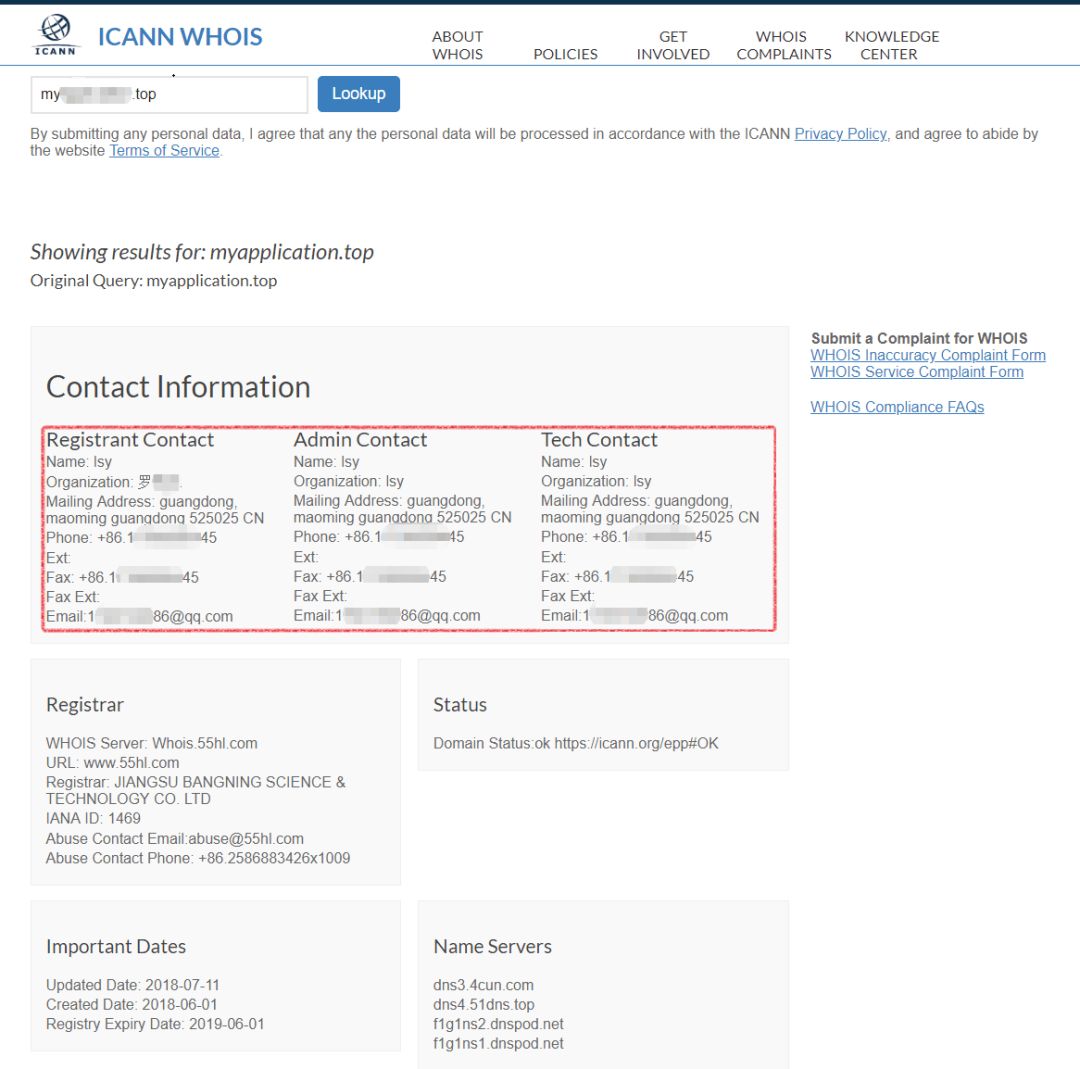 ICANN
ICANN WHOIS
ABOUT
WHOIS
POLICIES
GET
INVOLVED
WHOIS
COMPLAINTS
KNOWLEDGE
CENTER
my .top
Lookup
By submitting any personal data, I agree that any the personal data will be processed in accordance with the ICANN Privacy Policy, and agree to abide by
the website Terms of Service.
Showing results for: myapplication.top
Original Query: myapplication.top
Submit a Complaint for WHOIS
WHOIS Inaccuracy Complaint Form
WHOIS Service Complaint Form
WHOIS Compliance FAQs
Contact Information
Registrant Contact
Name: lsy
Organization: 罗
Mailing Address: guangdong,
maoming guangdong 525025 CN
Phone: +86.1 45
Ext:
Fax: +86.1 45
Fax Ext:
Email:1 86@qq.com
Admin Contact
Name: lsy
Organization: lsy
Mailing Address: guangdong,
maoming guangdong 525025 CN
Phone: +86.1 45
Ext:
Fax: +86.1 45
Fax Ext:
Email:1 86@qq.com
Tech Contact
Name: lsy
Organization: lsy
Mailing Address: guangdong,
maoming guangdong 525025 CN
Phone: +86.1 45
Ext:
Fax: +86.1 45
Fax Ext:
Email:1 86@qq.com
Registrar
WHOIS Server: Whois.55hl.com
URL: www.55hl.com
Registrar: JIANGSU BANGNING SCIENCE &
TECHNOLOGY CO. LTD
IANA ID: 1469
Abuse Contact Email:abuse@55hl.com
Abuse Contact Phone: +86.2586883426x1009
Status
Domain Status:ok https://icann.org/epp#OK
Important Dates
Updated Date: 2018-07-11
Created Date: 2018-06-01
Registry Expiry Date: 2019-06-01
Name Servers
dns3.4cun.com
dns4.51dns.top
f1g1ns2.dnspod.net
f1g1ns1.dnspod.net